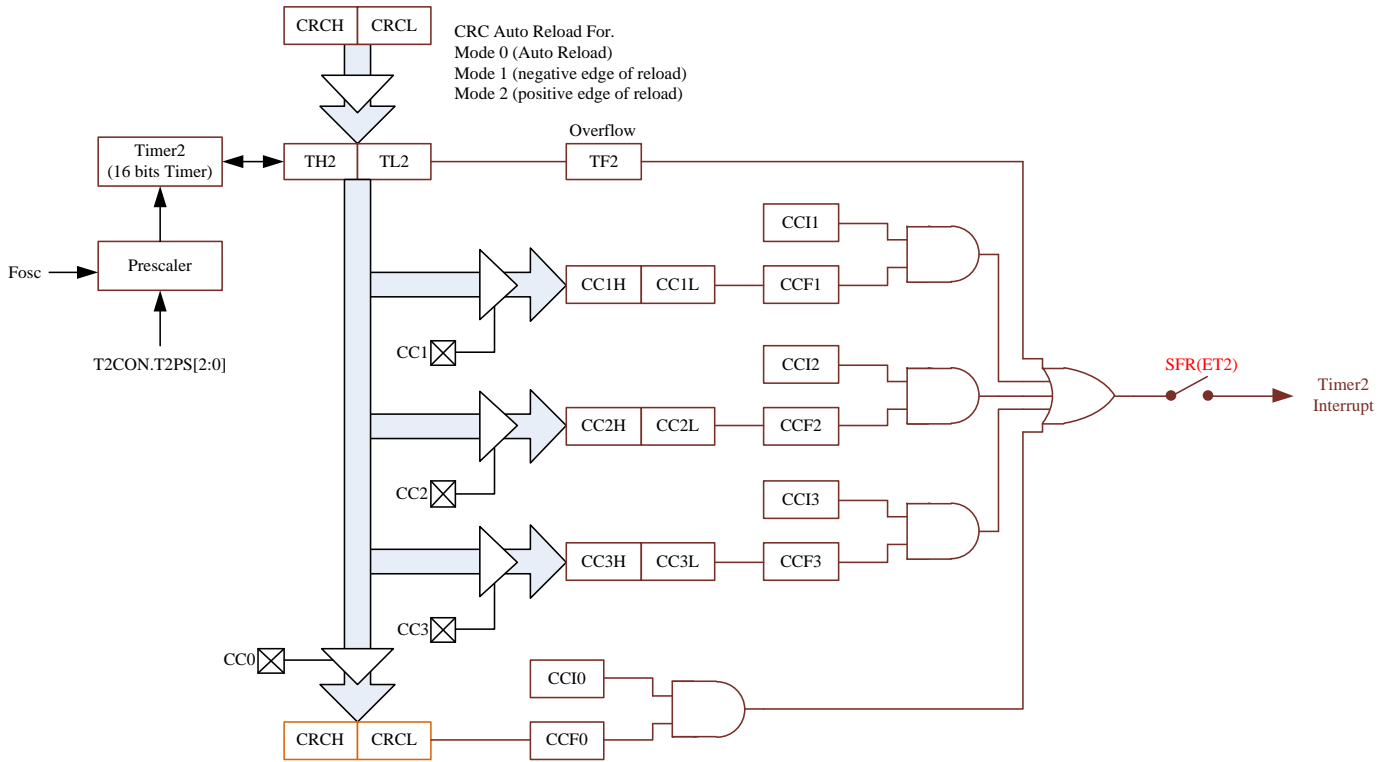 CRCH
CRCL
CRC Auto Reload For.
Mode 0 (Auto Reload)
Mode 1 (negative edge of reload)
Mode 2 (positive edge of reload)
Overflow
Timer2
(16 bits Timer)
TH2
TL2
TF2
CCI1
Fosc
Prescaler
CC1H
CC1L
CCF1
CC1
T2CON.T2PS[2:0]
CCI2
SFR(ET2)
Timer2
Interrupt
CC2H
CC2L
CCF2
CC2
CCI3
CC3H
CC3L
CCF3
CC3
CC0
CCI0
CRCH
CRCL
CCF0